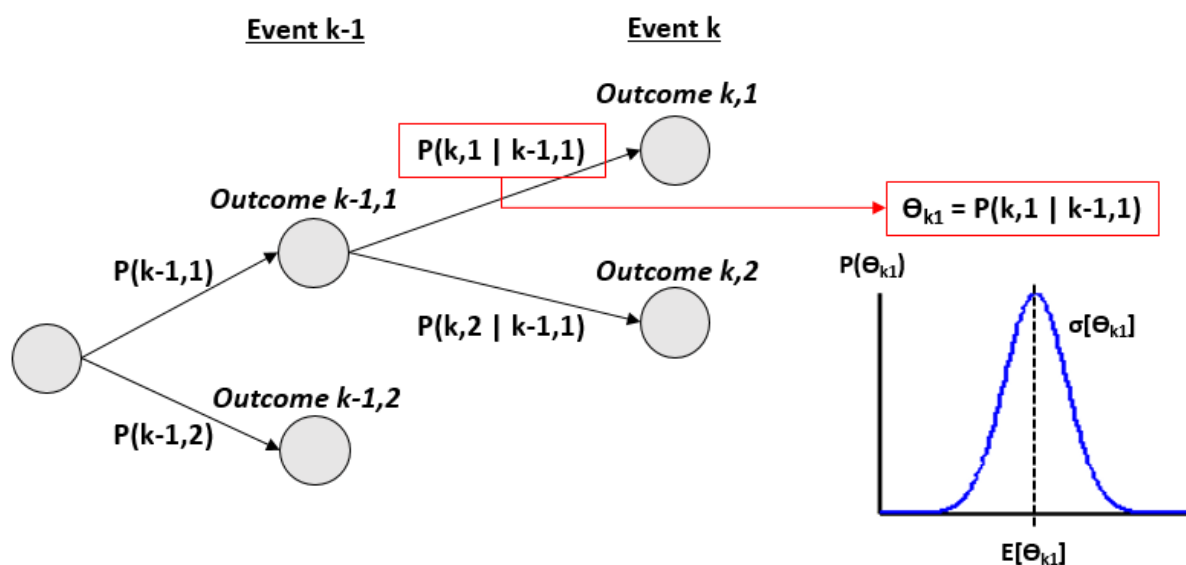 Event k-1
Event k
Outcome k,1
P(k,1 | k-1,1)
Outcome k-1,1
ϴk1 = P(k,1 | k-1,1)
P(k-1,1)
Outcome k,2
P(ϴk1)
P(k,2 | k-1,1)
σ[ϴk1]
Outcome k-1,2
P(k-1,2)
E[ϴk1]